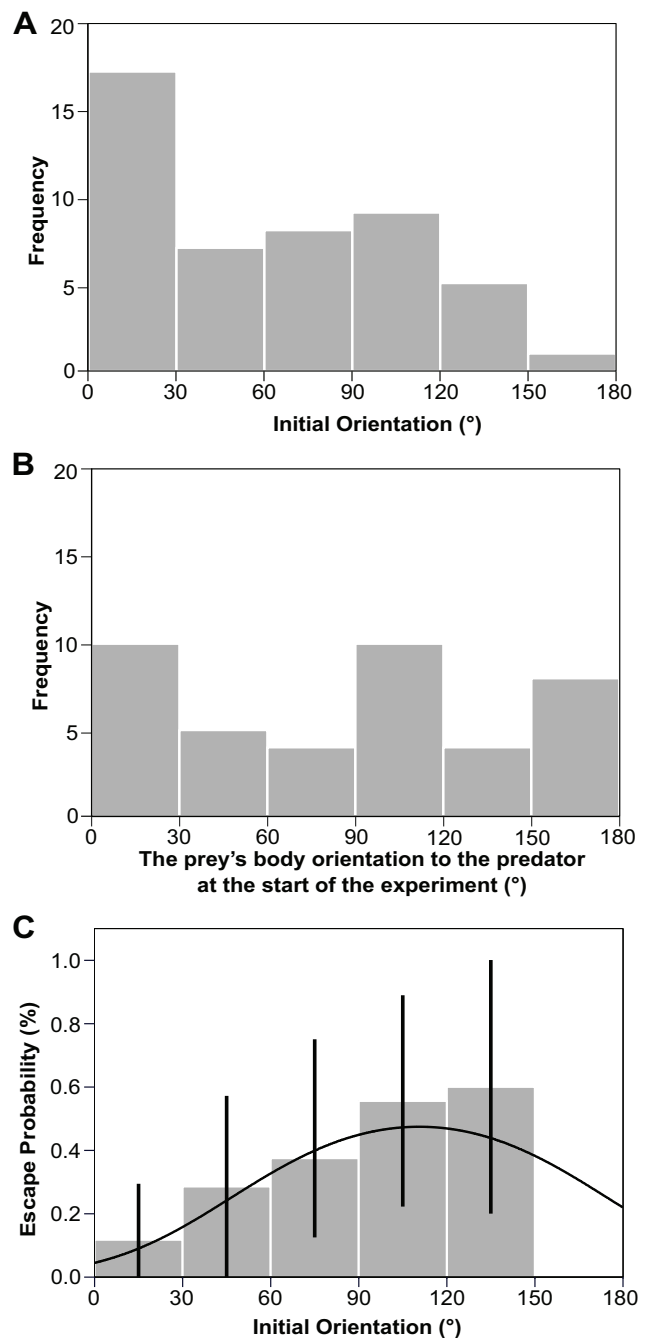 A
20
15
10
5
0
Frequency
0 30 60 90 120 150 180
Initial Orientation (°)
B
20
15
10
5
0
Frequency
0 30 60 90 120 150 180
The prey's body orientation to the predator
at the start of the experiment (°)
C
1.0
0.8
0.6
0.4
0.2
0.0
Escape Probability (%)
0 30 60 90 120 150 180
Initial Orientation (°)